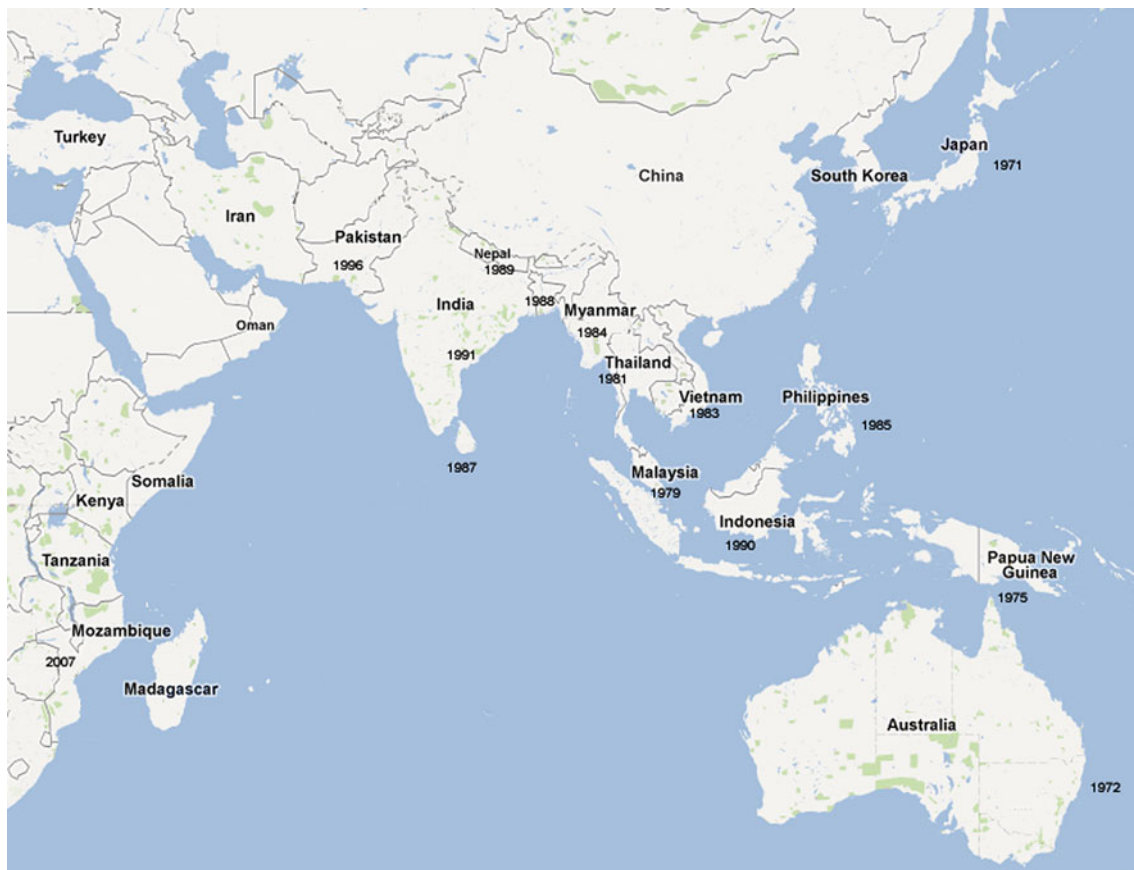 Turkey
Japan
1971
South Korea
China
Iran
Pakistan
1996
Nepal
1989
India
1988
Myanmar
1984
Oman
1991
Thailand
1981
Vietnam
1983
Philippines
1985
1987
Malaysia
1979
Somalia
Kenya
Indonesia
1990
Tanzania
Papua New
Guinea
1975
Mozambique
2007
Madagascar
Australia
1972